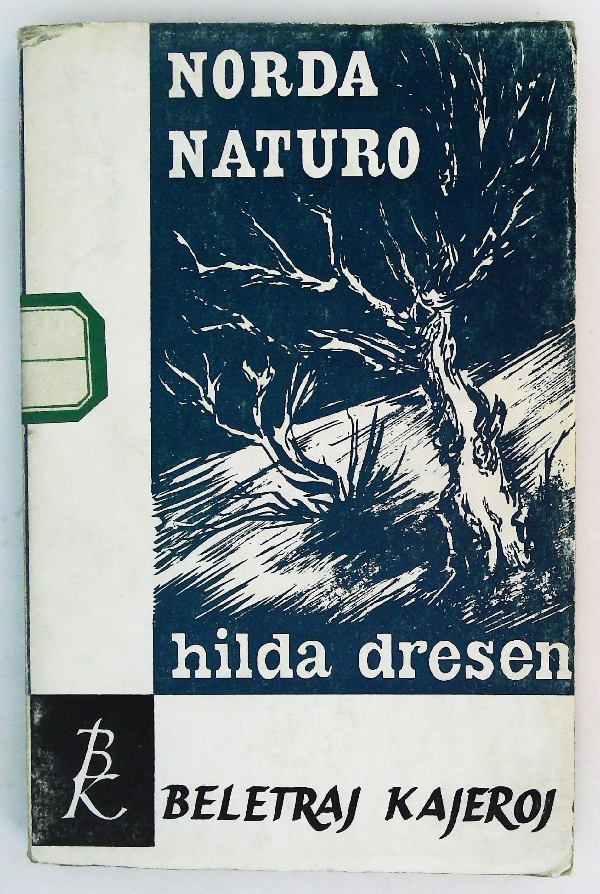 NORDA
NATURO
hilda dresen
BK
BELETRAJ KAJEROJ